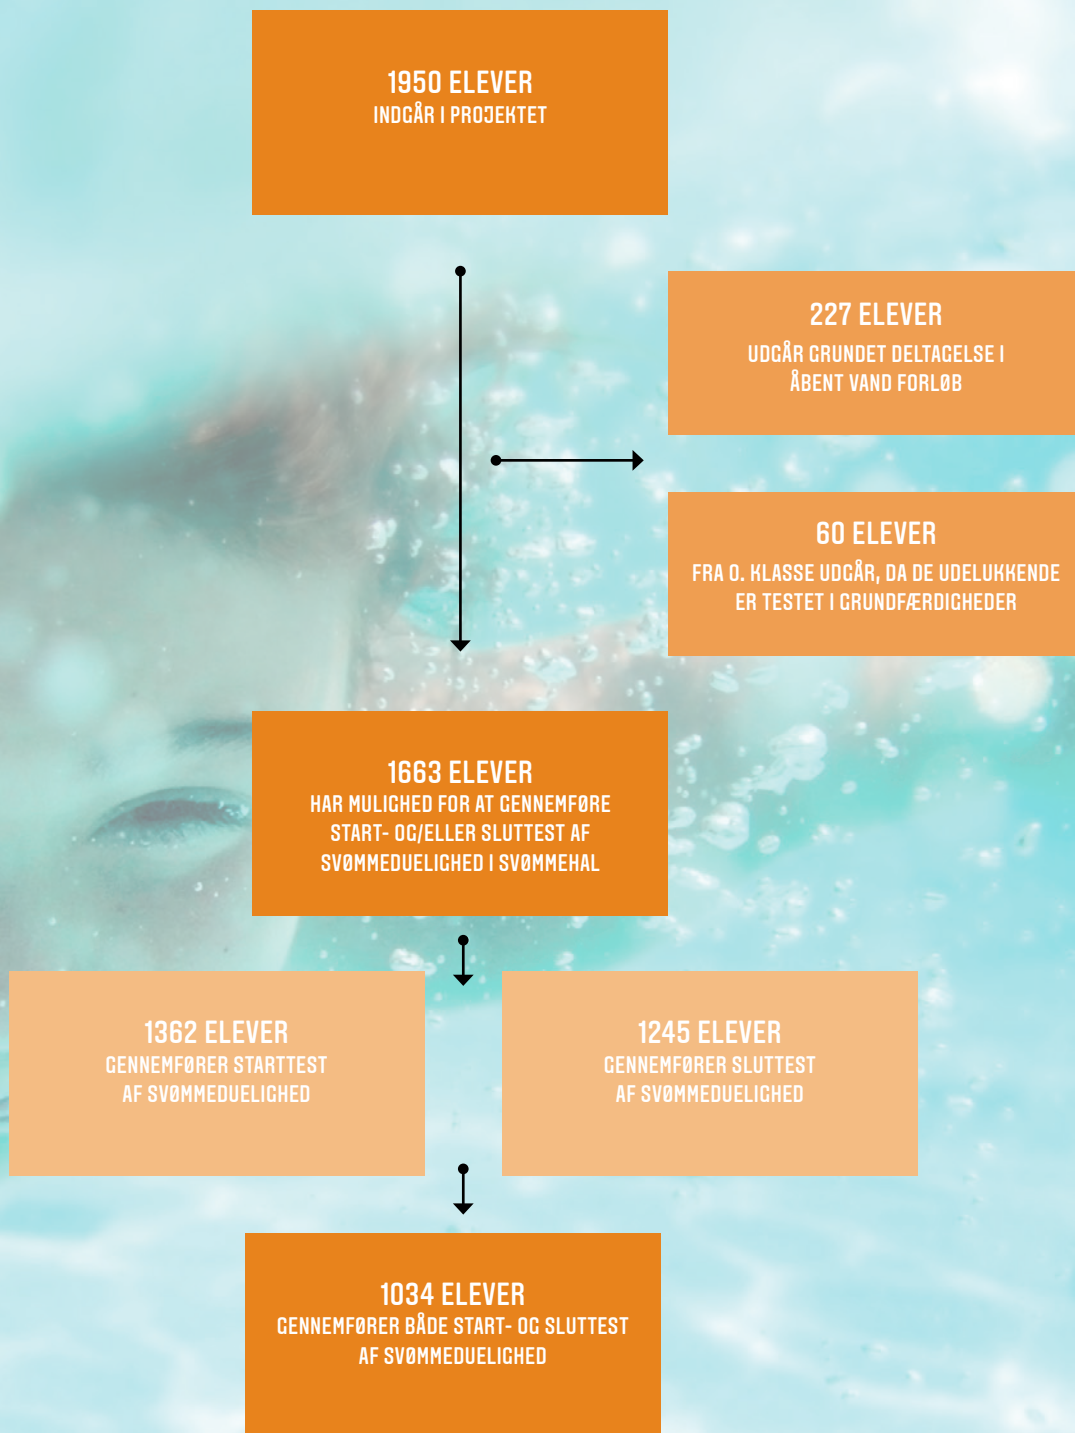 1950 ELEVER
INDGÅR I PROJEKTET
227 ELEVER
UDGÅR GRUNDET DELTAGELSE I
ÅBENT VAND FORLØB
60 ELEVER
FRA 0. KLASSE UDGÅR, DA DE UDELUKKENDE
ER TESTET I GRUNDFÆRDIGHEDER
1663 ELEVER
HAR MULIGHED FOR AT GENNEMFØRE
START- OG/ELLER SLUTTEST AF
SVØMMEDUELIGHED I SVØMMEHAL
1362 ELEVER
GENNEMFØRER STARTTEST
AF SVØMMEDUELIGHED
1245 ELEVER
GENNEMFØRER SLUTTEST
AF SVØMMEDUELIGHED
1034 ELEVER
GENNEMFØRER BÅDE START- OG SLUTTEST
AF SVØMMEDUELIGHED